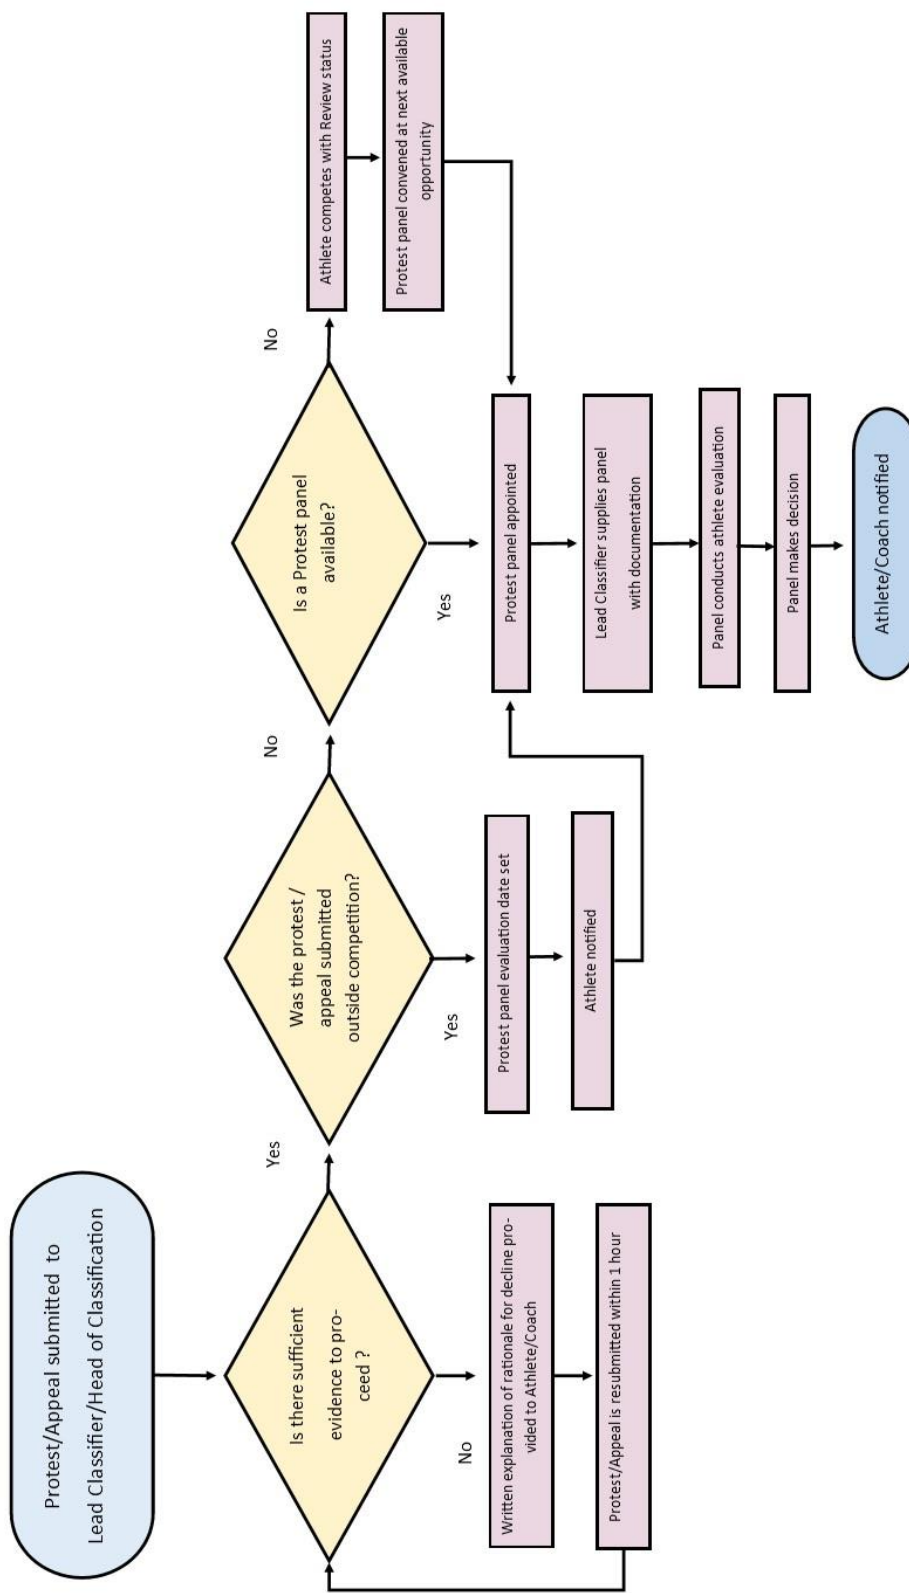 Protest/Appeal submitted to
Lead Classifier/Head of Classification
Is there sufficient
evidence to pro-
ceed ?
No
Written explanation of rationale for decline pro-
vided to Athlete/Coach
Protest/Appeal is resubmitted within 1 hour
Yes
Was the protest /
appeal submitted
outside competition?
Yes
Protest panel evaluation date set
Athlete notified
No
Is a Protest panel
available?
Yes
Protest panel appointed
Lead Classifier supplies panel
with documentation
Panel conducts athlete evaluation
Panel makes decision
Athlete/Coach notified
No
Athlete competes with Review status
Protest panel convened at next available
opportunity